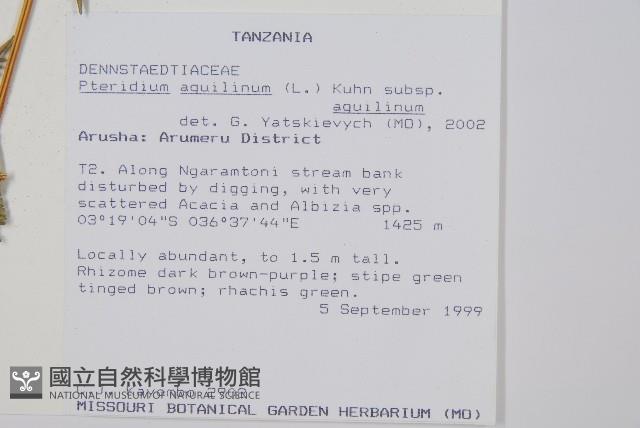 TANZANIA
DENNSTAEDTIACEAE
Pteridium aquilinum (L.) Kuhn subsp.
aquilinum
det. G. Yatskievych (MO), 2002
Arusha: Arumeru District
T2. Along Ngaramtoni stream bank
disturbed by digging, with very
scattered Acacia and Albizia spp.
03°19'04"S 036°37'44"E 1425 m
Locally abundant, to 1.5 m tall.
Rhizome dark brown-purple; stipe green
tinged brown; rhachis green.
5 September 1999
國立自然科學博物館
Kayombo
NATIONAL MUSEUM OF NATURAL SCIENCE
MISSOURI BOTANICAL GARDEN HERBARIUM (MO)